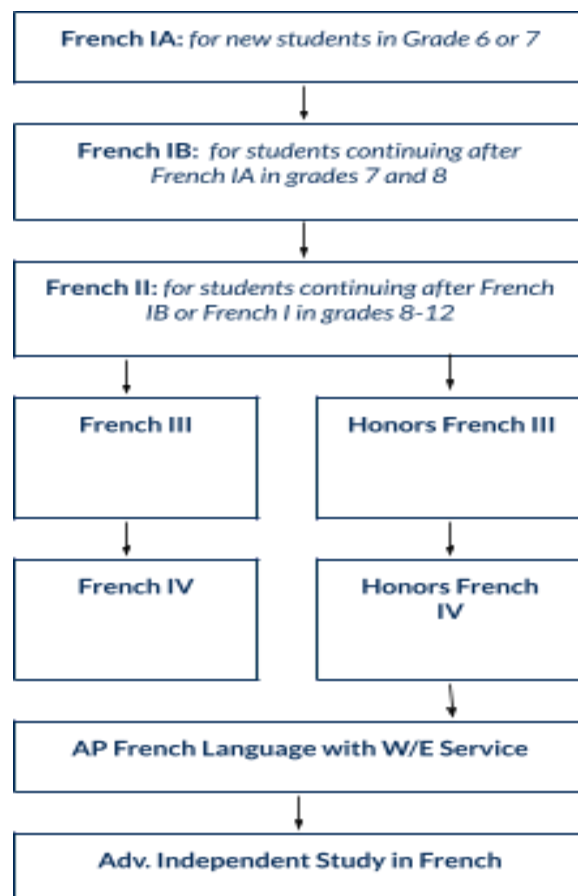 French IA: for new students in Grade 6 or 7
French IB: for students continuing after
French IA in grades 7 and 8
French II: for students continuing after French
IB or French I in grades 8-12
French III
Honors French III
French IV
Honors French
IV
AP French Language with W/E Service
Adv. Independent Study in French